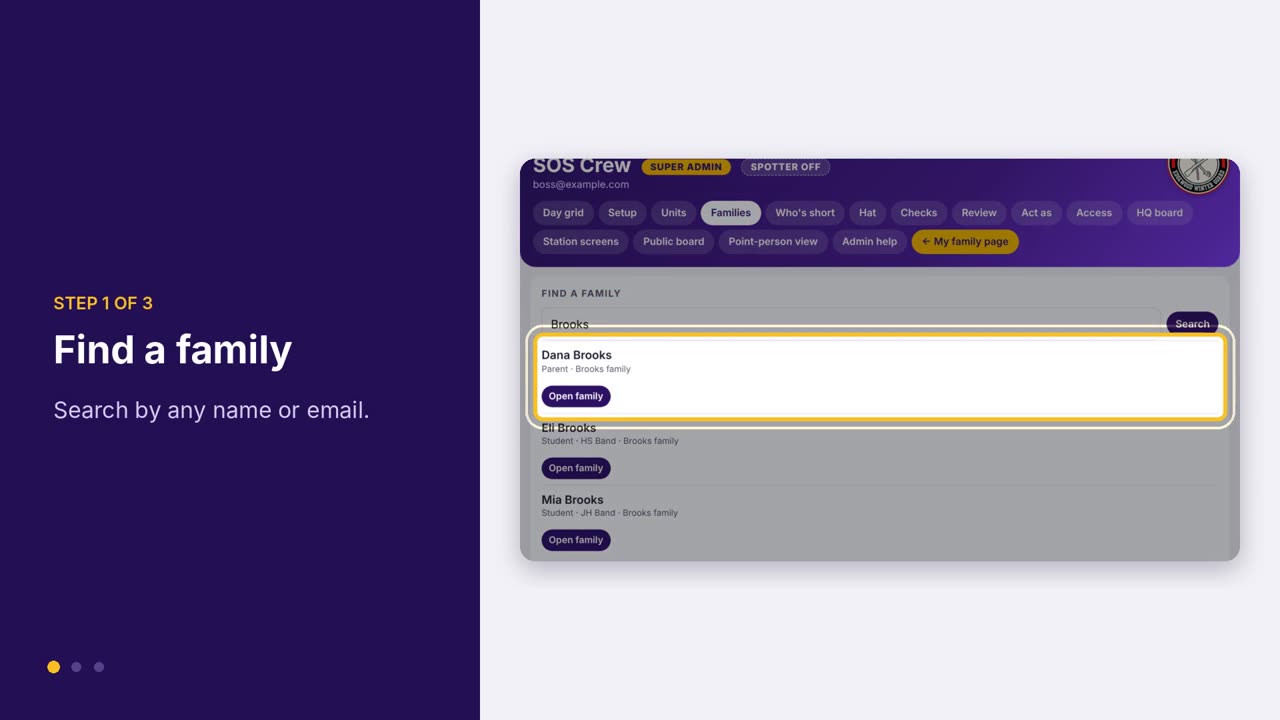 STEP 1 OF 3
Find a family
Search by any name or email.
SOS Crew SUPER ADMIN SPOTTER OFF
boss@example.com
Day grid Setup Units Families Who's short Hat Checks Review Act as Access HQ board
Station screens Public board Point-person view Admin help ← My family page
FIND A FAMILY
Brooks Search
Dana Brooks
Parent · Brooks family
Open family
Eli Brooks
Student · HS Band · Brooks family
Open family
Mia Brooks
Student · JH Band · Brooks family
Open family